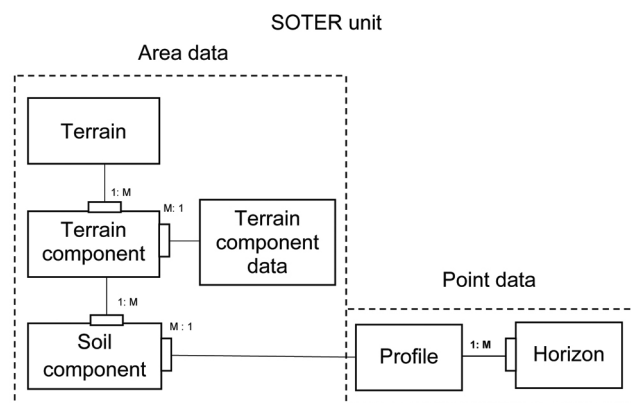 SOTER unit
Area data
Terrain
1: M
Terrain
component
M: 1
Terrain
component
data
1: M
Soil
component
M : 1
Point data
Profile
1: M
Horizon